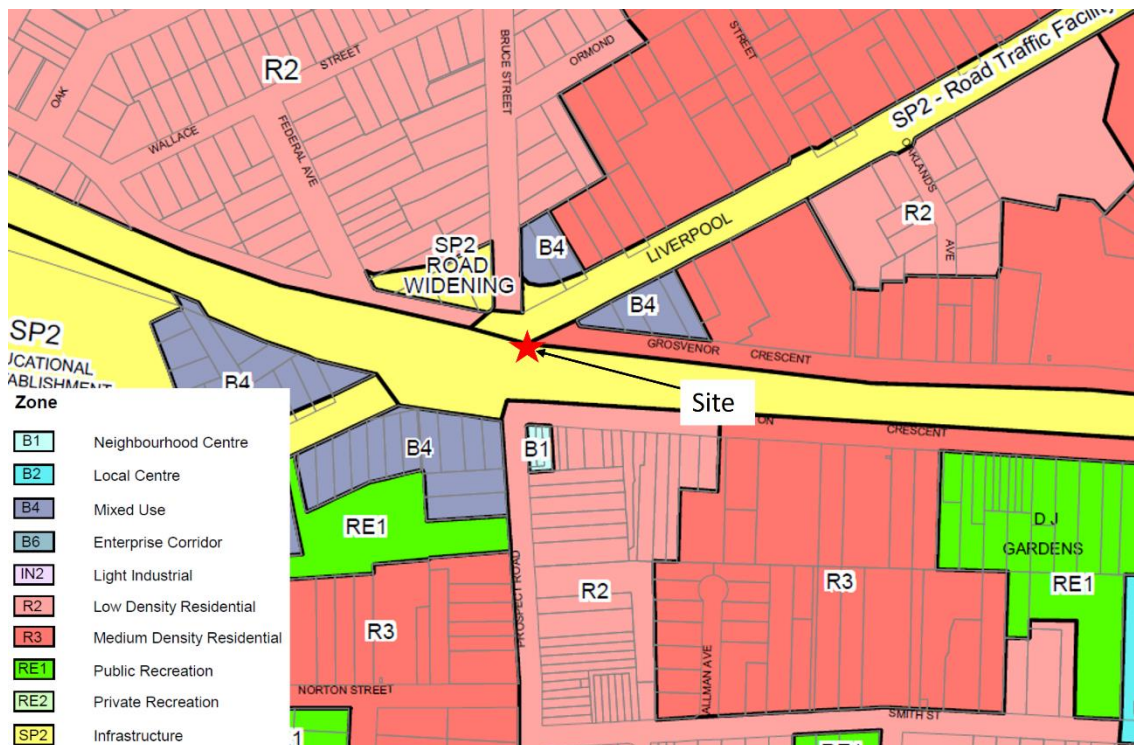 R2
STREET
OAK
WALLACE
FEDERAL AVE
BRUCE STREET
ORMOND
STREET
SP2 - Road Traffic Facility
OAKLANDS
AVE
R2
SP2
ROAD
WIDENING
B4
LIVERPOOL
B4
GROSVENOR CRESCENT
Site
SP2
UCATIONAL
ABLISHMENT
B4
B4
RE1
B1
ON CRESCENT
R3
PROSPECT ROAD
R2
ALLMAN AVE
R3
D J
GARDENS
RE1
NORTON STREET
SMITH ST
RE1
Zone
B1 Neighbourhood Centre
B2 Local Centre
B4 Mixed Use
B6 Enterprise Corridor
IN2 Light Industrial
R2 Low Density Residential
R3 Medium Density Residential
RE1 Public Recreation
RE2 Private Recreation
SP2 Infrastructure